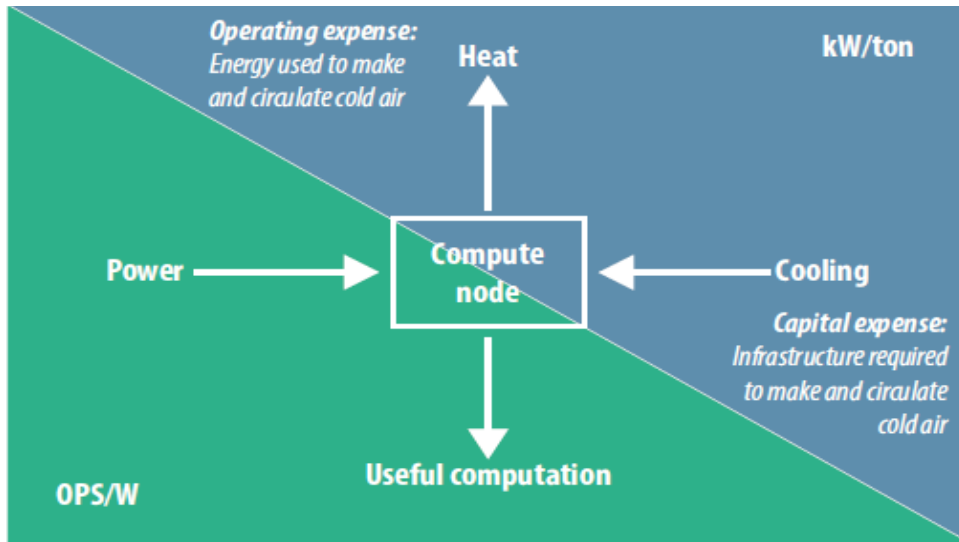 Operating expense:
Energy used to make
and circulate cold air
Heat
kW/ton
Power
Compute
node
Cooling
Capital expense:
Infrastructure required
to make and circulate
cold air
Useful computation
OPS/W